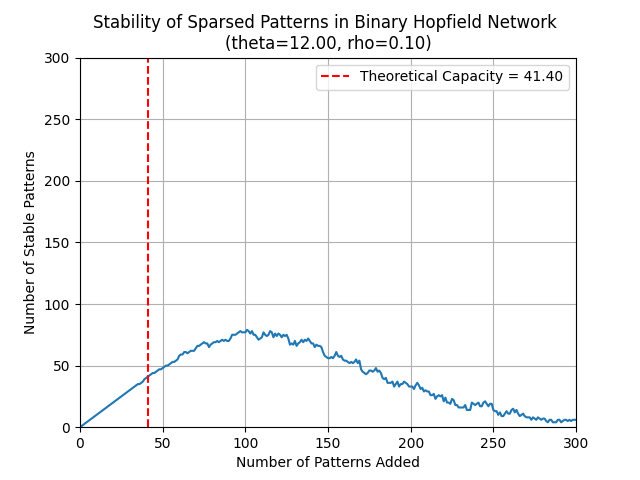 Stability of Sparsed Patterns in Binary Hopfield Network
(theta=12.00, rho=0.10)
Theoretical Capacity = 41.40
Number of Stable Patterns
300
250
200
150
100
50
0
0 50 100 150 200 250 300
Number of Patterns Added